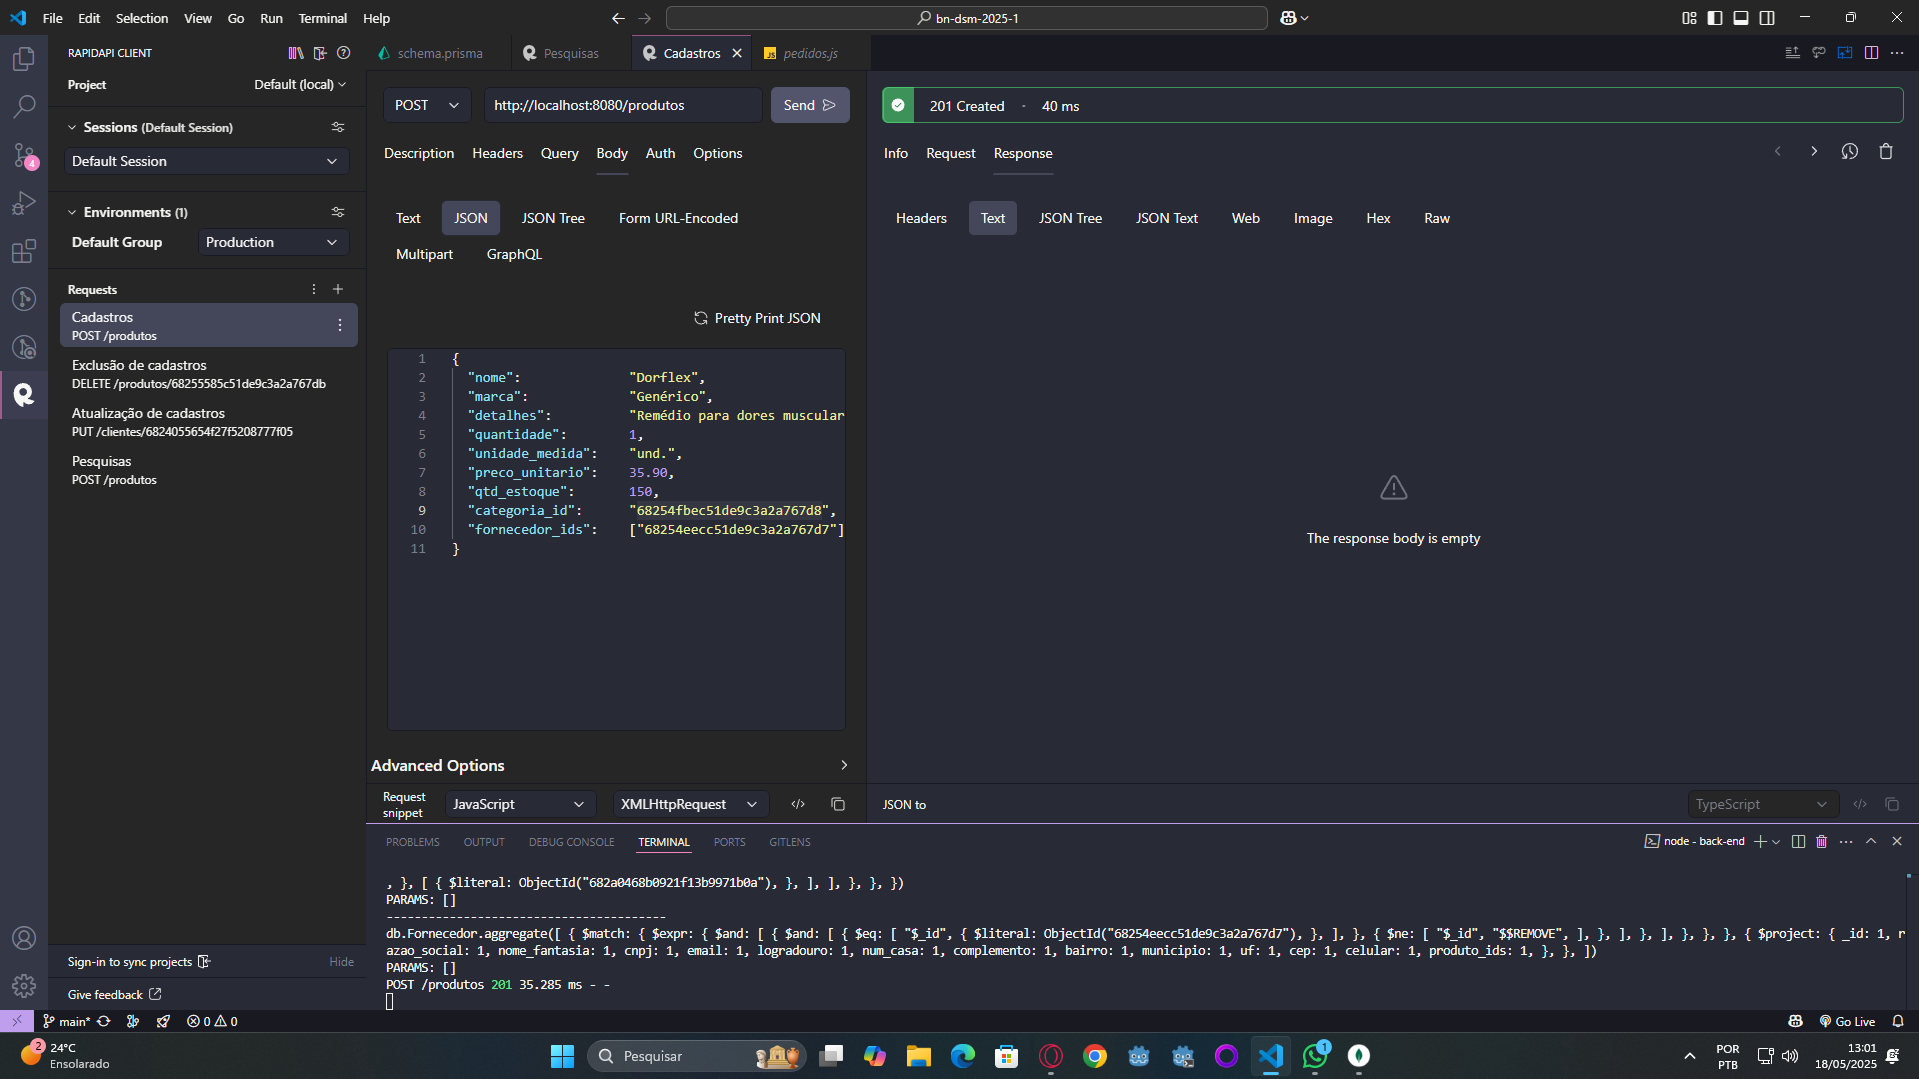 File Edit Selection View Go Run Terminal Help
bn-dsm-2025-1
RAPIDAPI CLIENT
Project Default (local)
Sessions (Default Session)
Default Session
Environments (1)
Default Group Production
Requests
Cadastros
POST /produtos
Exclusão de cadastros
DELETE /produtos/68255585c51de9c3a2a767db
Atualização de cadastros
PUT /clientes/6824055654f27f5208777f05
Pesquisas
POST /produtos
Sign-in to sync projects Hide
Give feedback
schema.prisma Pesquisas Cadastros JS pedidos.js
POST http://localhost:8080/produtos Send
Description Headers Query Body Auth Options
Text JSON JSON Tree Form URL-Encoded
Multipart GraphQL
Pretty Print JSON
1 {
2 "nome": "Dorflex",
3 "marca": "Genérico",
4 "detalhes": "Remédio para dores muscular
5 "quantidade": 1,
6 "unidade_medida": "und.",
7 "preco_unitario": 35.90,
8 "qtd_estoque": 150,
9 "categoria_id": "68254fbec51de9c3a2a767d8",
10 "fornecedor_ids": ["68254eecc51de9c3a2a767d7"]
11 }
Advanced Options
Request snippet JavaScript XMLHttpRequest
201 Created - 40 ms
Info Request Response
Headers Text JSON Tree JSON Text Web Image Hex Raw
The response body is empty
JSON to TypeScript
PROBLEMS OUTPUT DEBUG CONSOLE TERMINAL PORTS GITLENS
node - back-end
, }, [ { $literal: ObjectId("682a0468b0921f13b9971b0a"), }, ], ], }, }, })
PARAMS: []
----------------------------------------
db.Fornecedor.aggregate([ { $match: { $expr: { $and: [ { $and: [ { $eq: [ "$_id", { $literal: ObjectId("68254eecc51de9c3a2a767d7"), }, ], }, { $ne: [ "$_id", "$$REMOVE", ], }, ], }, ], }, }, }, { $project: { _id: 1, r
azao_social: 1, nome_fantasia: 1, cnpj: 1, email: 1, logradouro: 1, num_casa: 1, complemento: 1, bairro: 1, municipio: 1, uf: 1, cep: 1, celular: 1, produto_ids: 1, }, }, ])
PARAMS: []
POST /produtos 201 35.285 ms - -
4
main* 0 0 Go Live
2 24°C
Ensolarado
Pesquisar
1
POR
PTB
13:01
18/05/2025